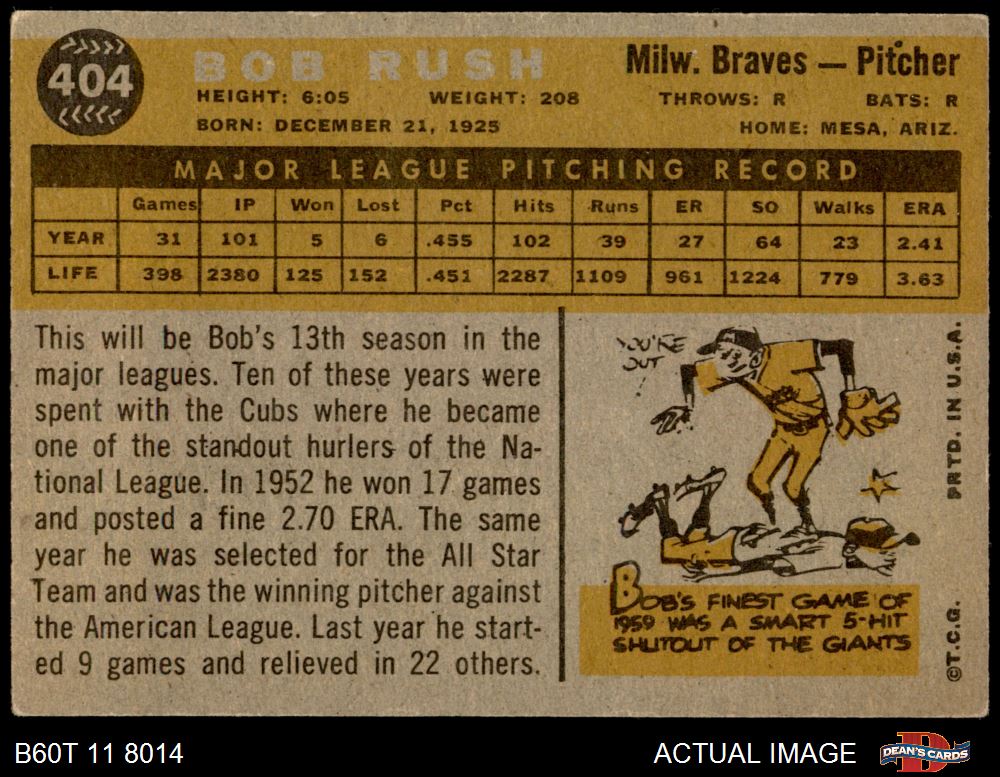 404
BOB RUSH
Milw. Braves — Pitcher
HEIGHT: 6:05 WEIGHT: 208 THROWS: R BATS: R
BORN: DECEMBER 21, 1925 HOME: MESA, ARIZ.
MAJOR LEAGUE PITCHING RECORD
Games IP Won Lost Pct Hits Runs ER SO Walks ERA
YEAR 31 101 5 6 .455 102 39 27 64 23 2.41
LIFE 398 2380 125 152 .451 2287 1109 961 1224 779 3.63
This will be Bob's 13th season in the
major leagues. Ten of these years were
spent with the Cubs where he became
one of the standout hurlers of the Na-
tional League. In 1952 he won 17 games
and posted a fine 2.70 ERA. The same
year he was selected for the All Star
Team and was the winning pitcher against
the American League. Last year he start-
ed 9 games and relieved in 22 others.
YOU'RE
OUT
BOB'S FINEST GAME OF
1959 WAS A SMART 5-HIT
SHUTOUT OF THE GIANTS
©T.C.G. PRTD. IN U.S.A.
B60T 11 8014
ACTUAL IMAGE
D
DEAN'S CARDS